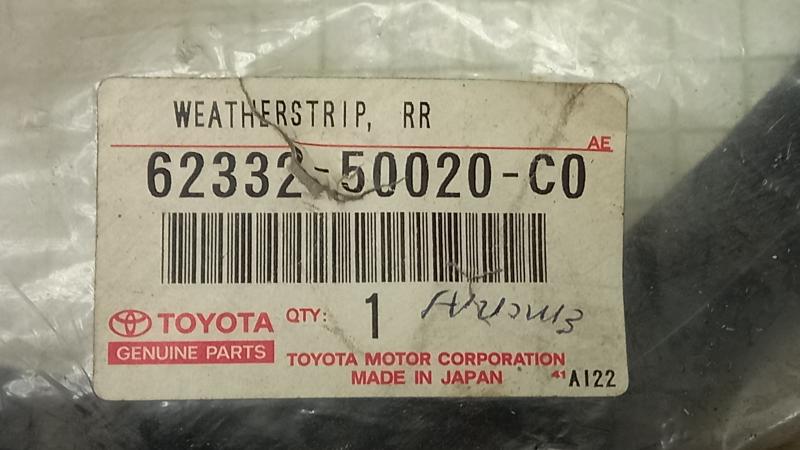 WEATHERSTRIP, RR
AE
62332-50020-C0
TOYOTA
GENUINE PARTS
QTY: 1
TOYOTA MOTOR CORPORATION
MADE IN JAPAN
41 A122